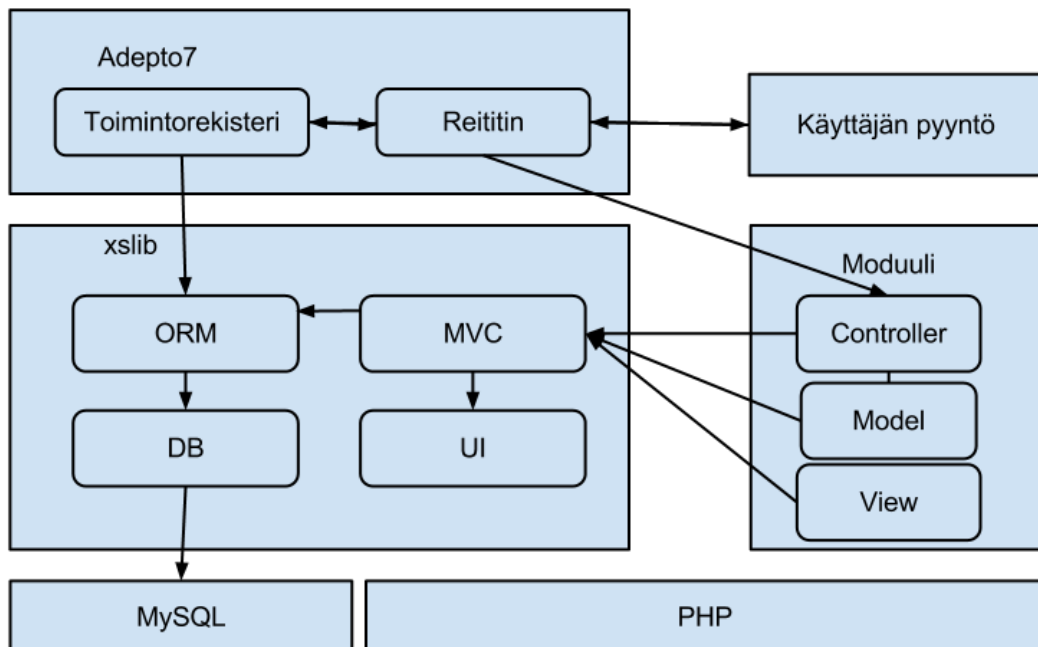 Adepto7
Toimintorekisteri
Reititin
Käyttäjän pyyntö
xslib
Moduuli
ORM
MVC
Controller
DB
UI
Model
View
MySQL
PHP